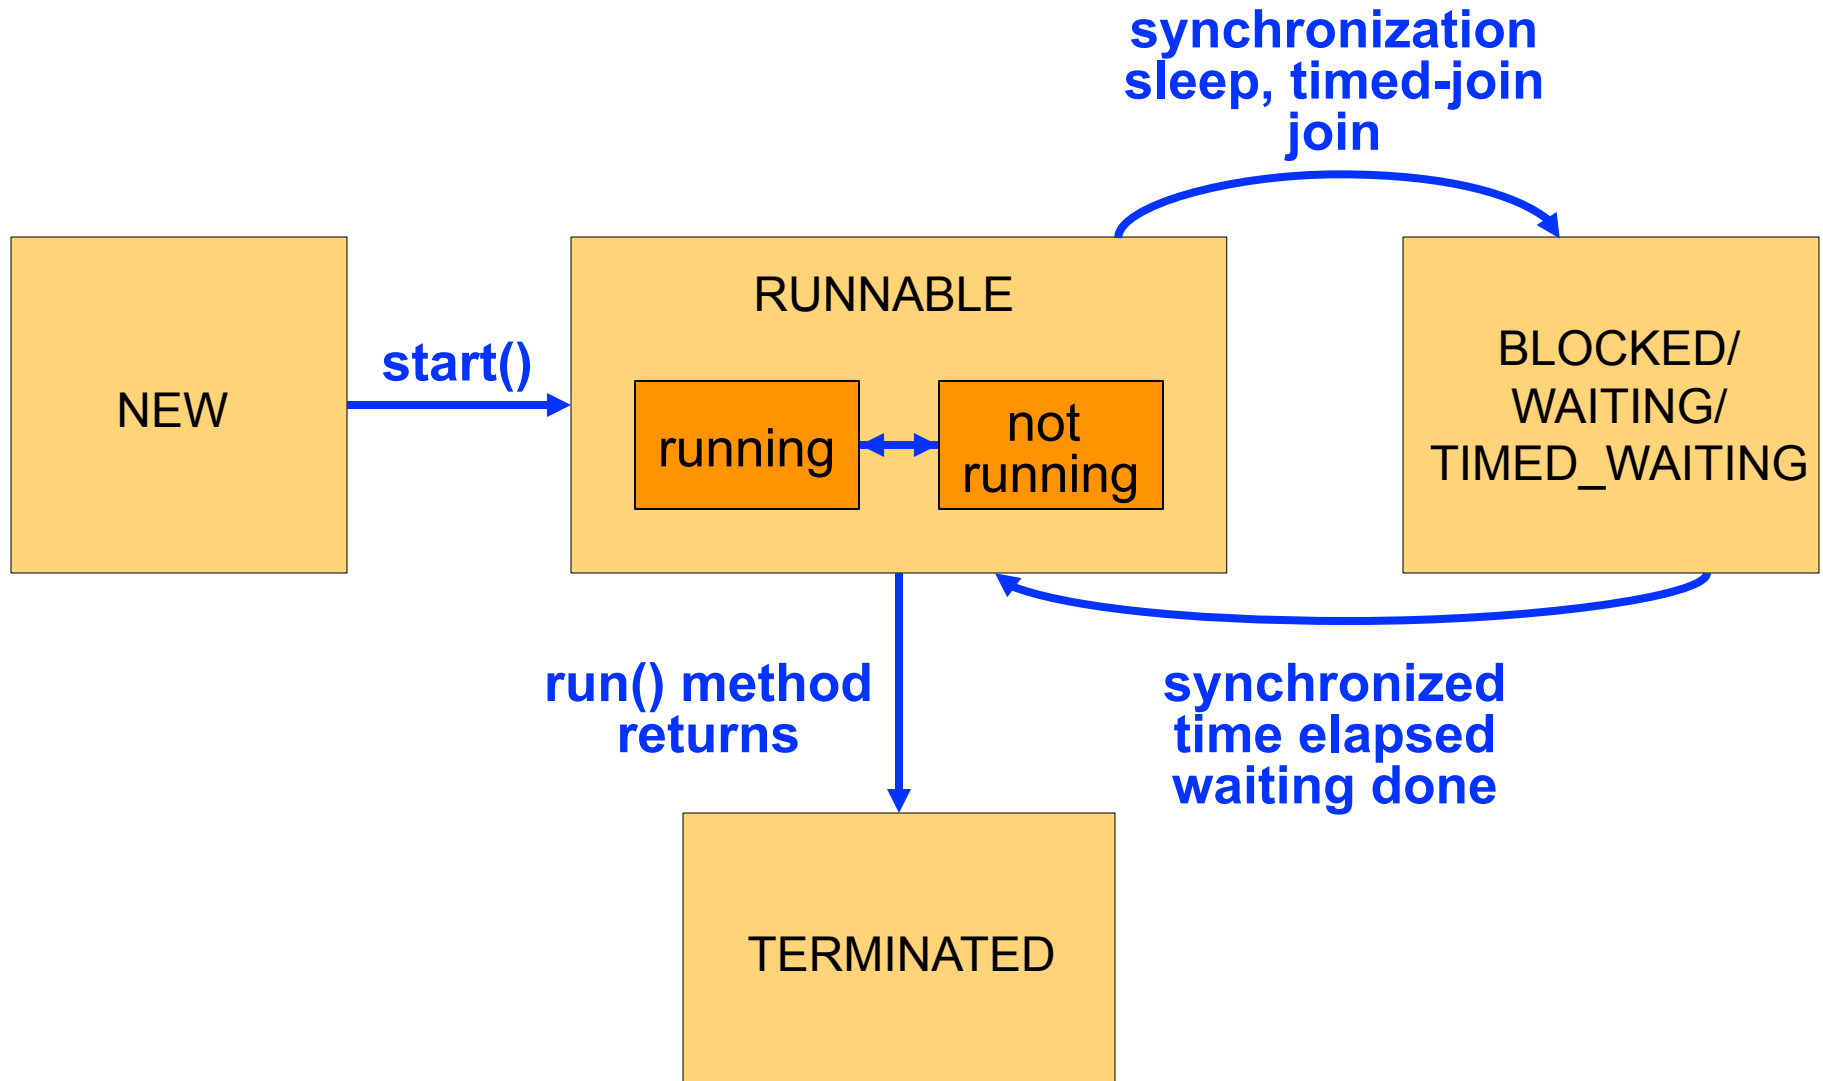 synchronization
sleep, timed-join
join
NEW
start()
RUNNABLE
running
not
running
BLOCKED/
WAITING/
TIMED_WAITING
run() method
returns
synchronized
time elapsed
waiting done
TERMINATED